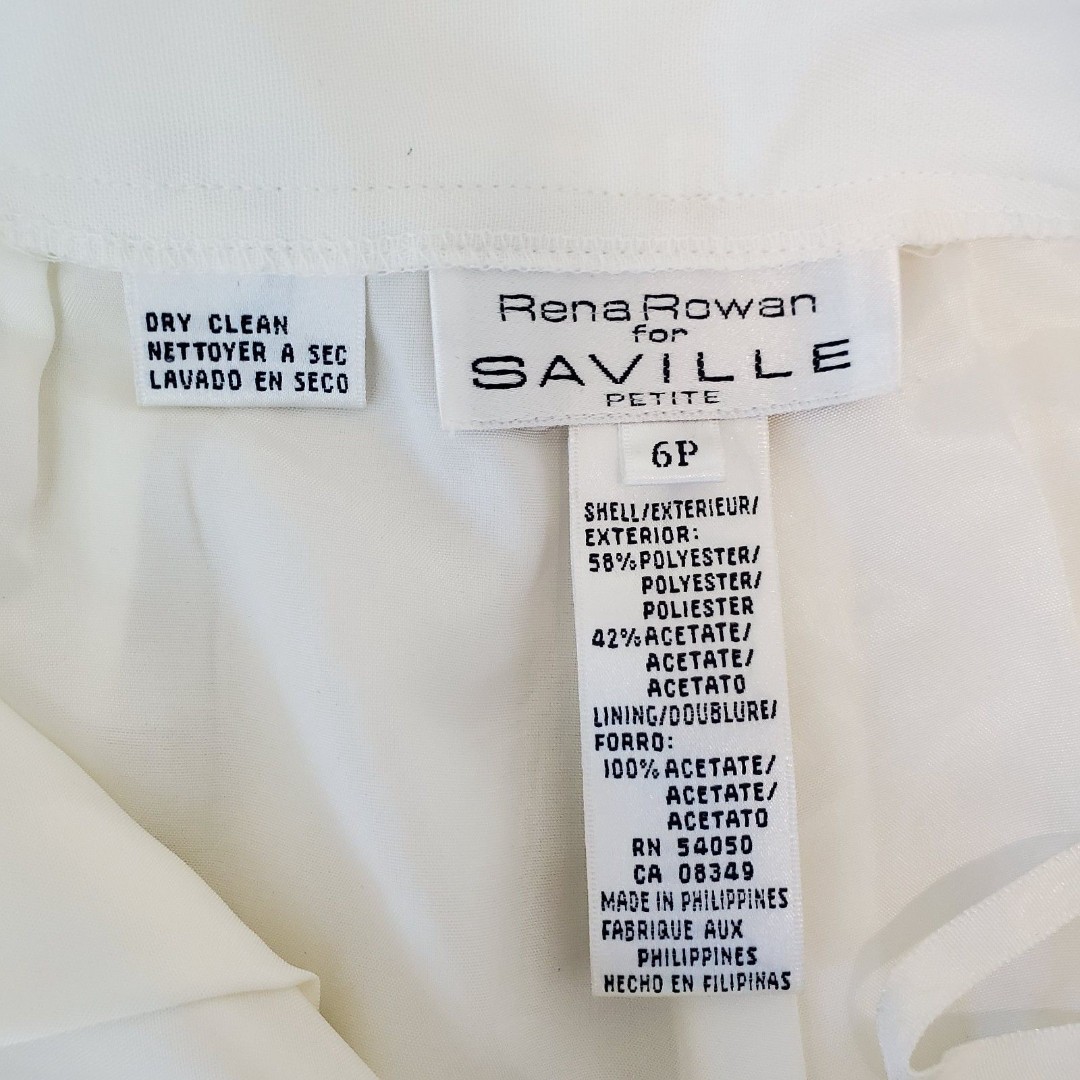 DRY CLEAN
NETTOYER A SEC
LAVADO EN SECO
Rena Rowan
for
SAVILLE
PETITE
6P
SHELL/EXTERIEUR/
EXTERIOR:
58% POLYESTER/
POLYESTER/
POLIESTER
42% ACETATE/
ACETATE/
ACETATO
LINING/DOUBLURE/
FORRO:
100% ACETATE/
ACETATE/
ACETATO
RN 54050
CA 08349
MADE IN PHILIPPINES
FABRIQUE AUX
PHILIPPINES
HECHO EN FILIPINAS